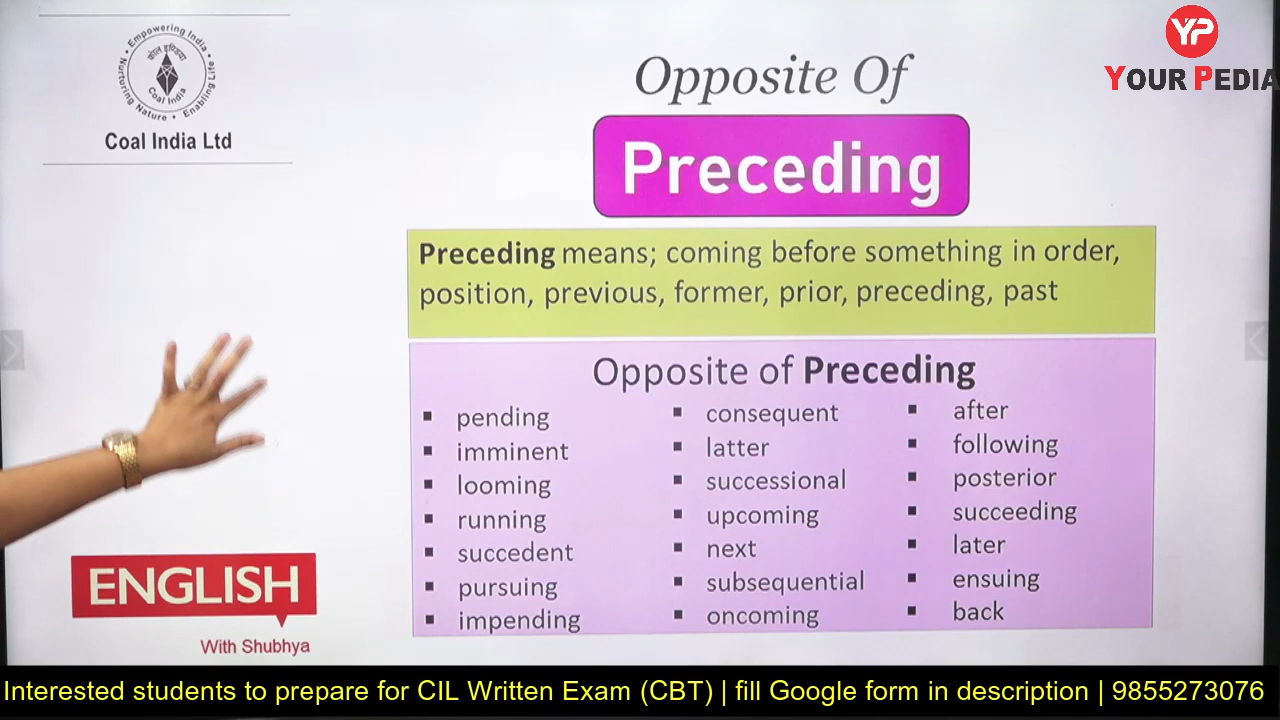 Empowering India
कोल इण्डिया
Coal India
Nurturing Nature • Enabling Life
Coal India Ltd
YP
YOUR PEDIA
Opposite Of
Preceding
Preceding means; coming before something in order,
position, previous, former, prior, preceding, past
Opposite of Preceding
▪ pending
▪ imminent
▪ looming
▪ running
▪ succedent
▪ pursuing
▪ impending
▪ consequent
▪ latter
▪ successional
▪ upcoming
▪ next
▪ subsequential
▪ oncoming
▪ after
▪ following
▪ posterior
▪ succeeding
▪ later
▪ ensuing
▪ back
ENGLISH
With Shubhya
Interested students to prepare for CIL Written Exam (CBT) | fill Google form in description | 9855273076